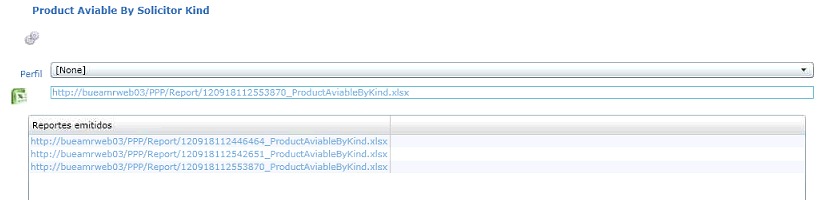 Product Aviable By Solicitor Kind
Perfil [None]
http://bueamrweb03/PPP/Report/120918112553870_ProductAviableByKind.xlsx
Reportes emitidos
http://bueamrweb03/PPP/Report/120918112446464_ProductAviableByKind.xlsx
http://bueamrweb03/PPP/Report/120918112542651_ProductAviableByKind.xlsx
http://bueamrweb03/PPP/Report/120918112553870_ProductAviableByKind.xlsx